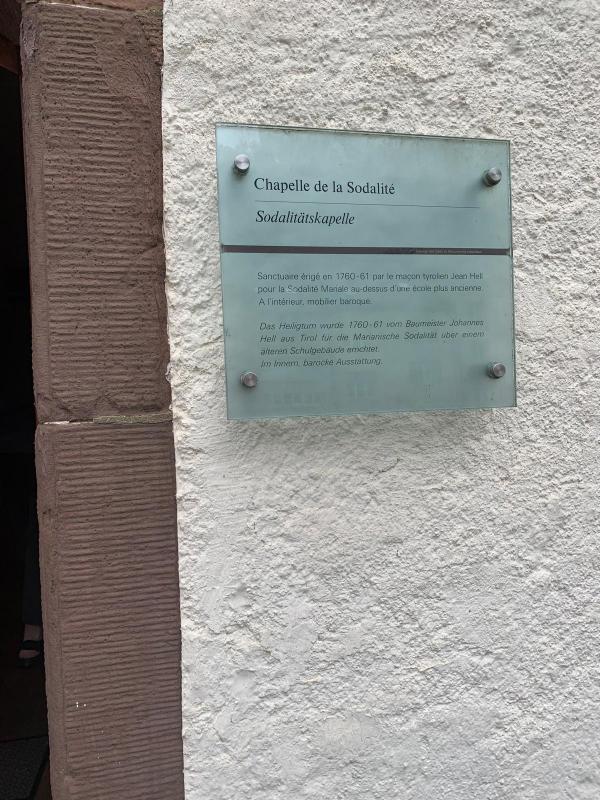 Chapelle de la Sodalité
Sodalitätskapelle
Sanctuaire érigé en 1760-61 par le maçon tyrolien Jean Hell
pour la Sodalité Mariale au-dessus d'une école plus ancienne.
A l'intérieur, mobilier baroque.
Das Heiligtum wurde 1760-61 vom Baumeister Johannes
Hell aus Tirol für die Marianische Sodalität über einem
älteren Schulgebäude errichtet.
Im Innern, barocke Ausstattung.